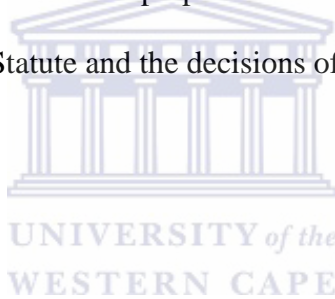 Statute and the decisions of
UNIVERSITY of the
WESTERN CAPE